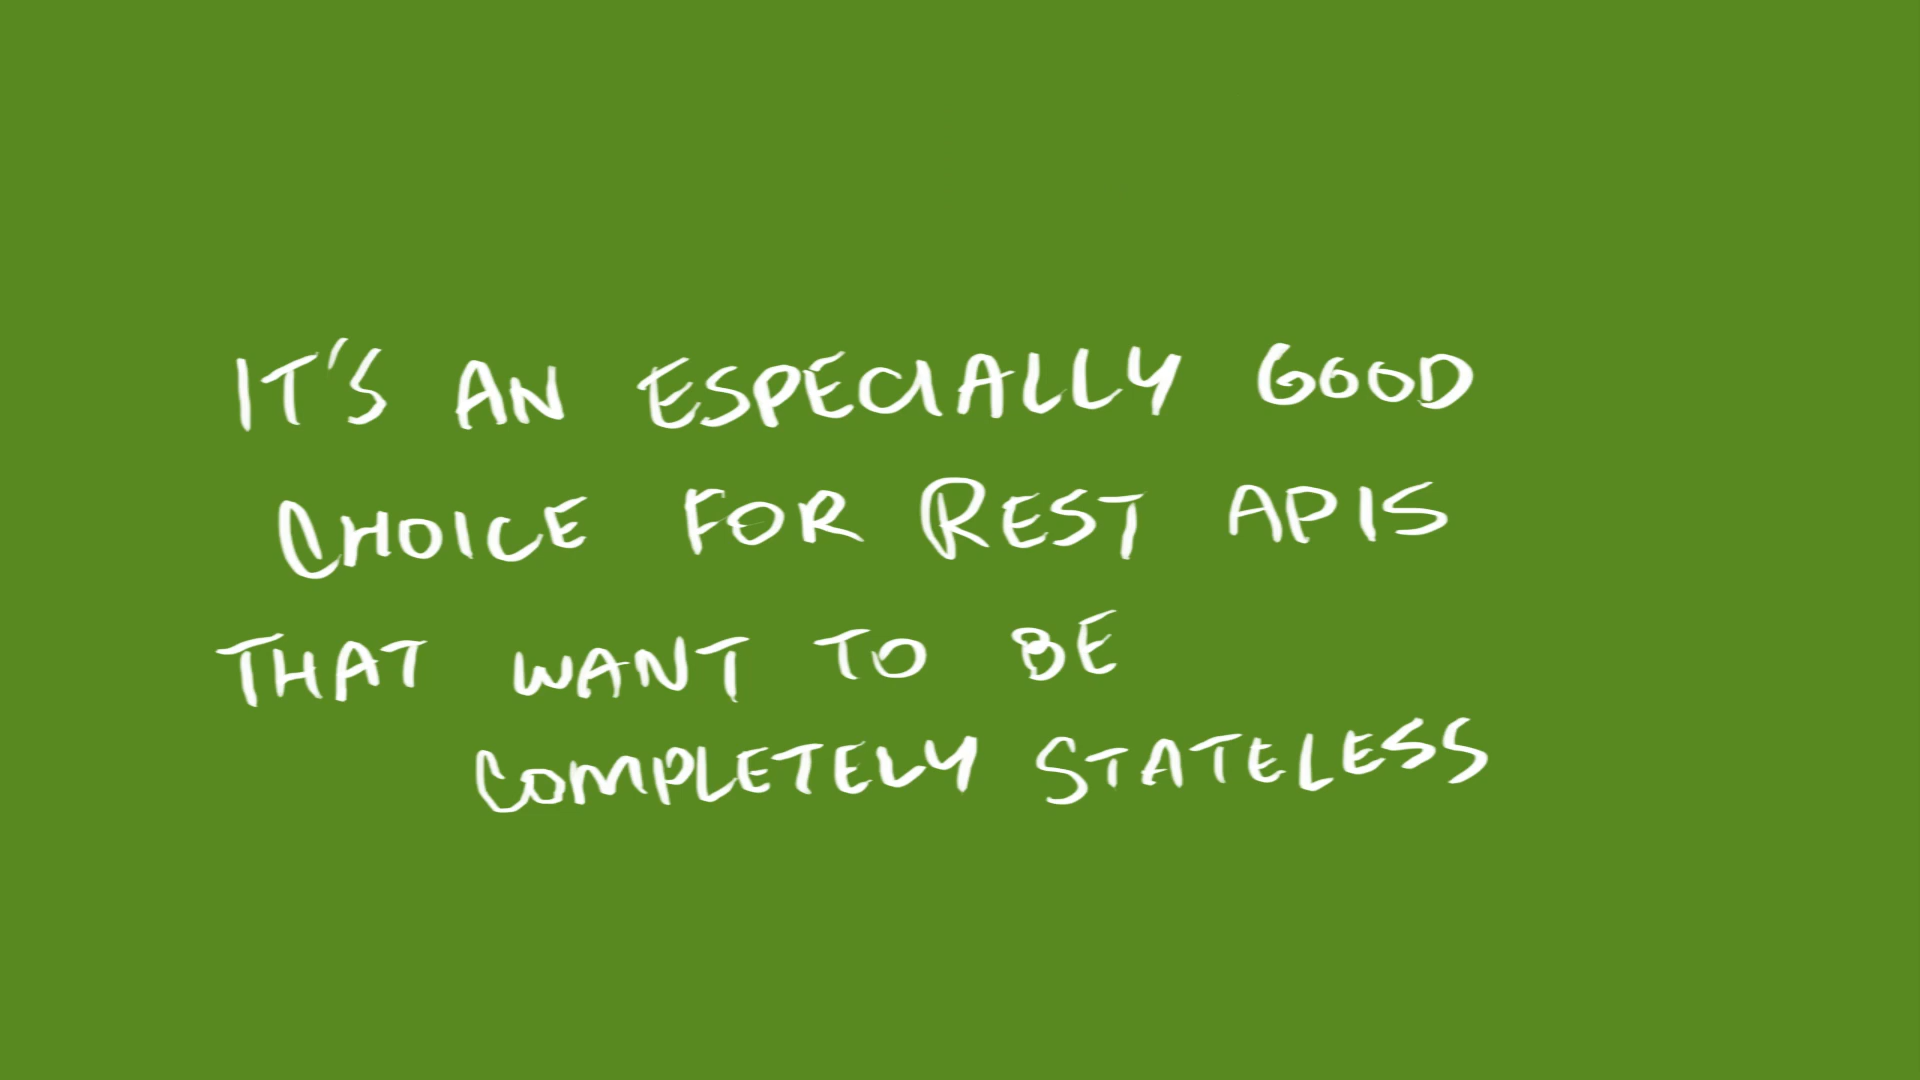 IT'S AN ESPECIALLY GOOD
CHOICE FOR REST APIS
THAT WANT TO BE
COMPLETELY STATELESS